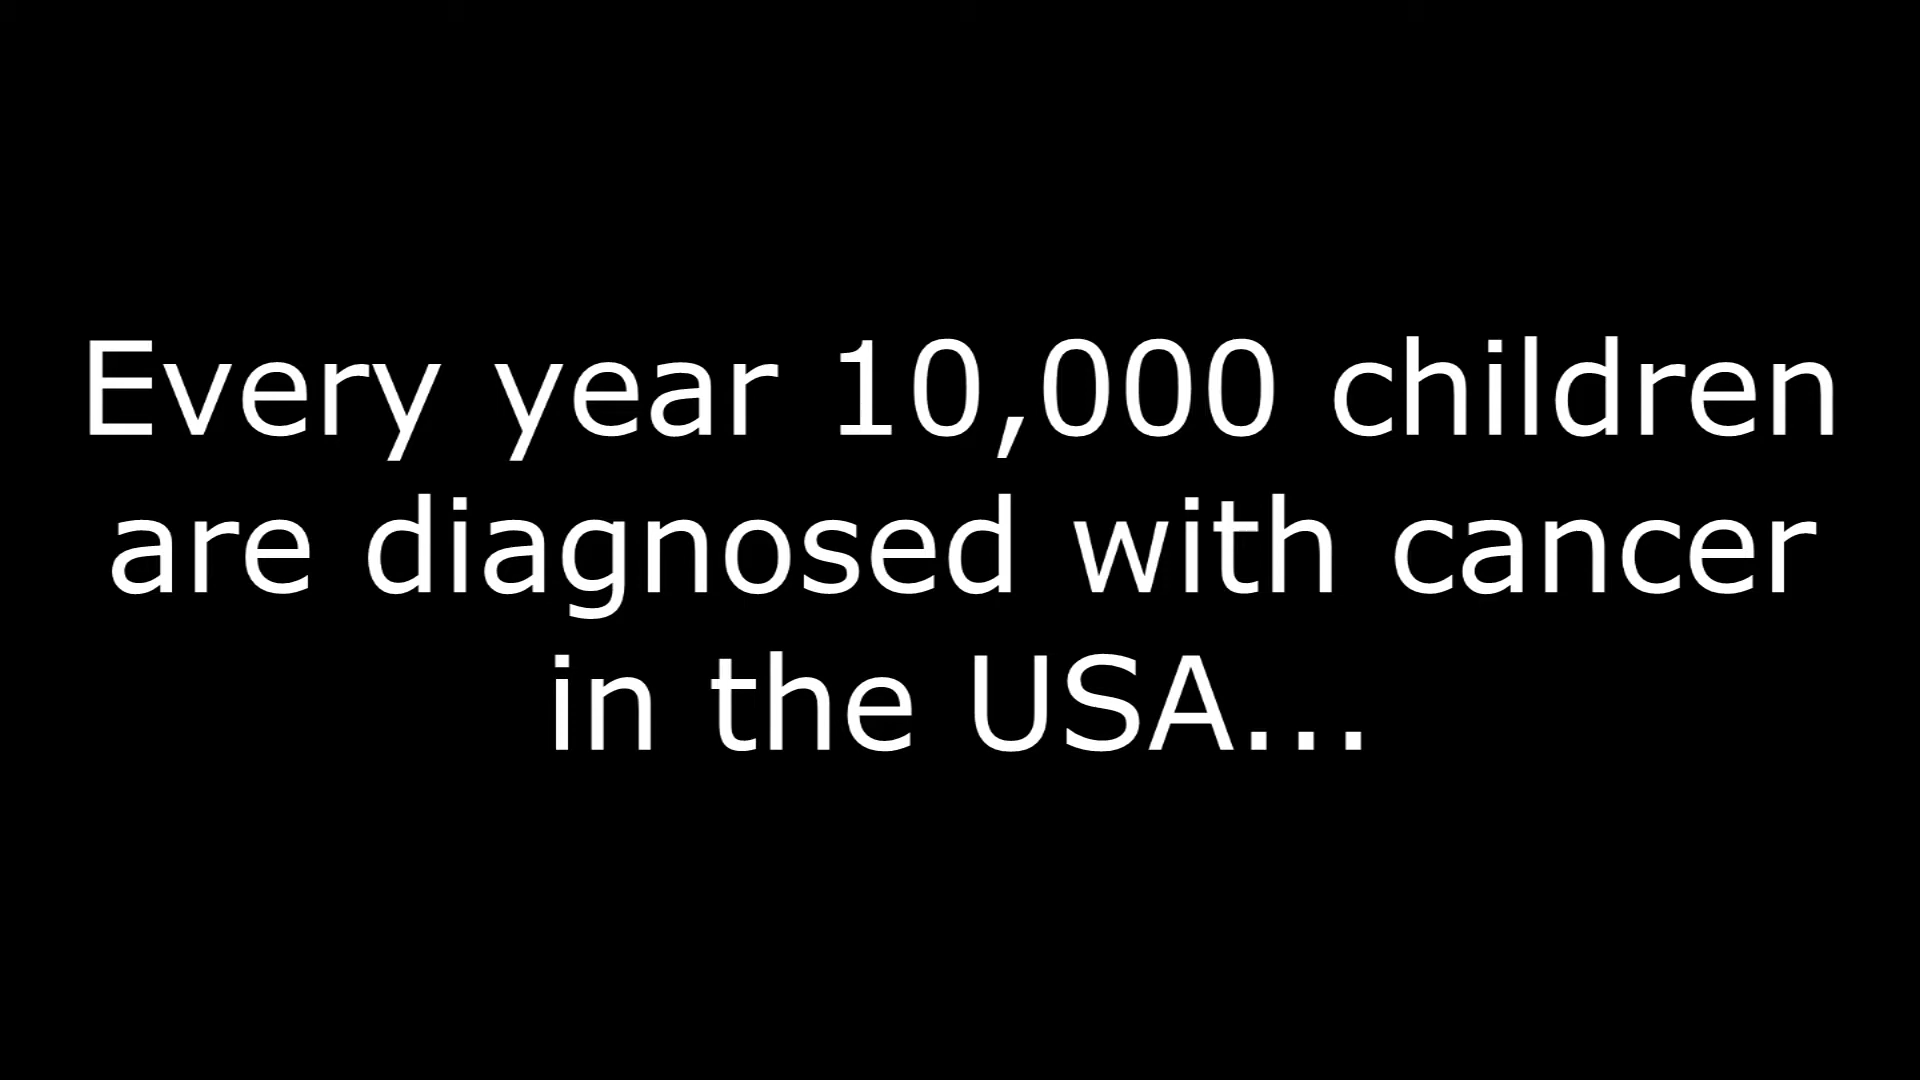 Every year 10,000 children
are diagnosed with cancer
in the USA...